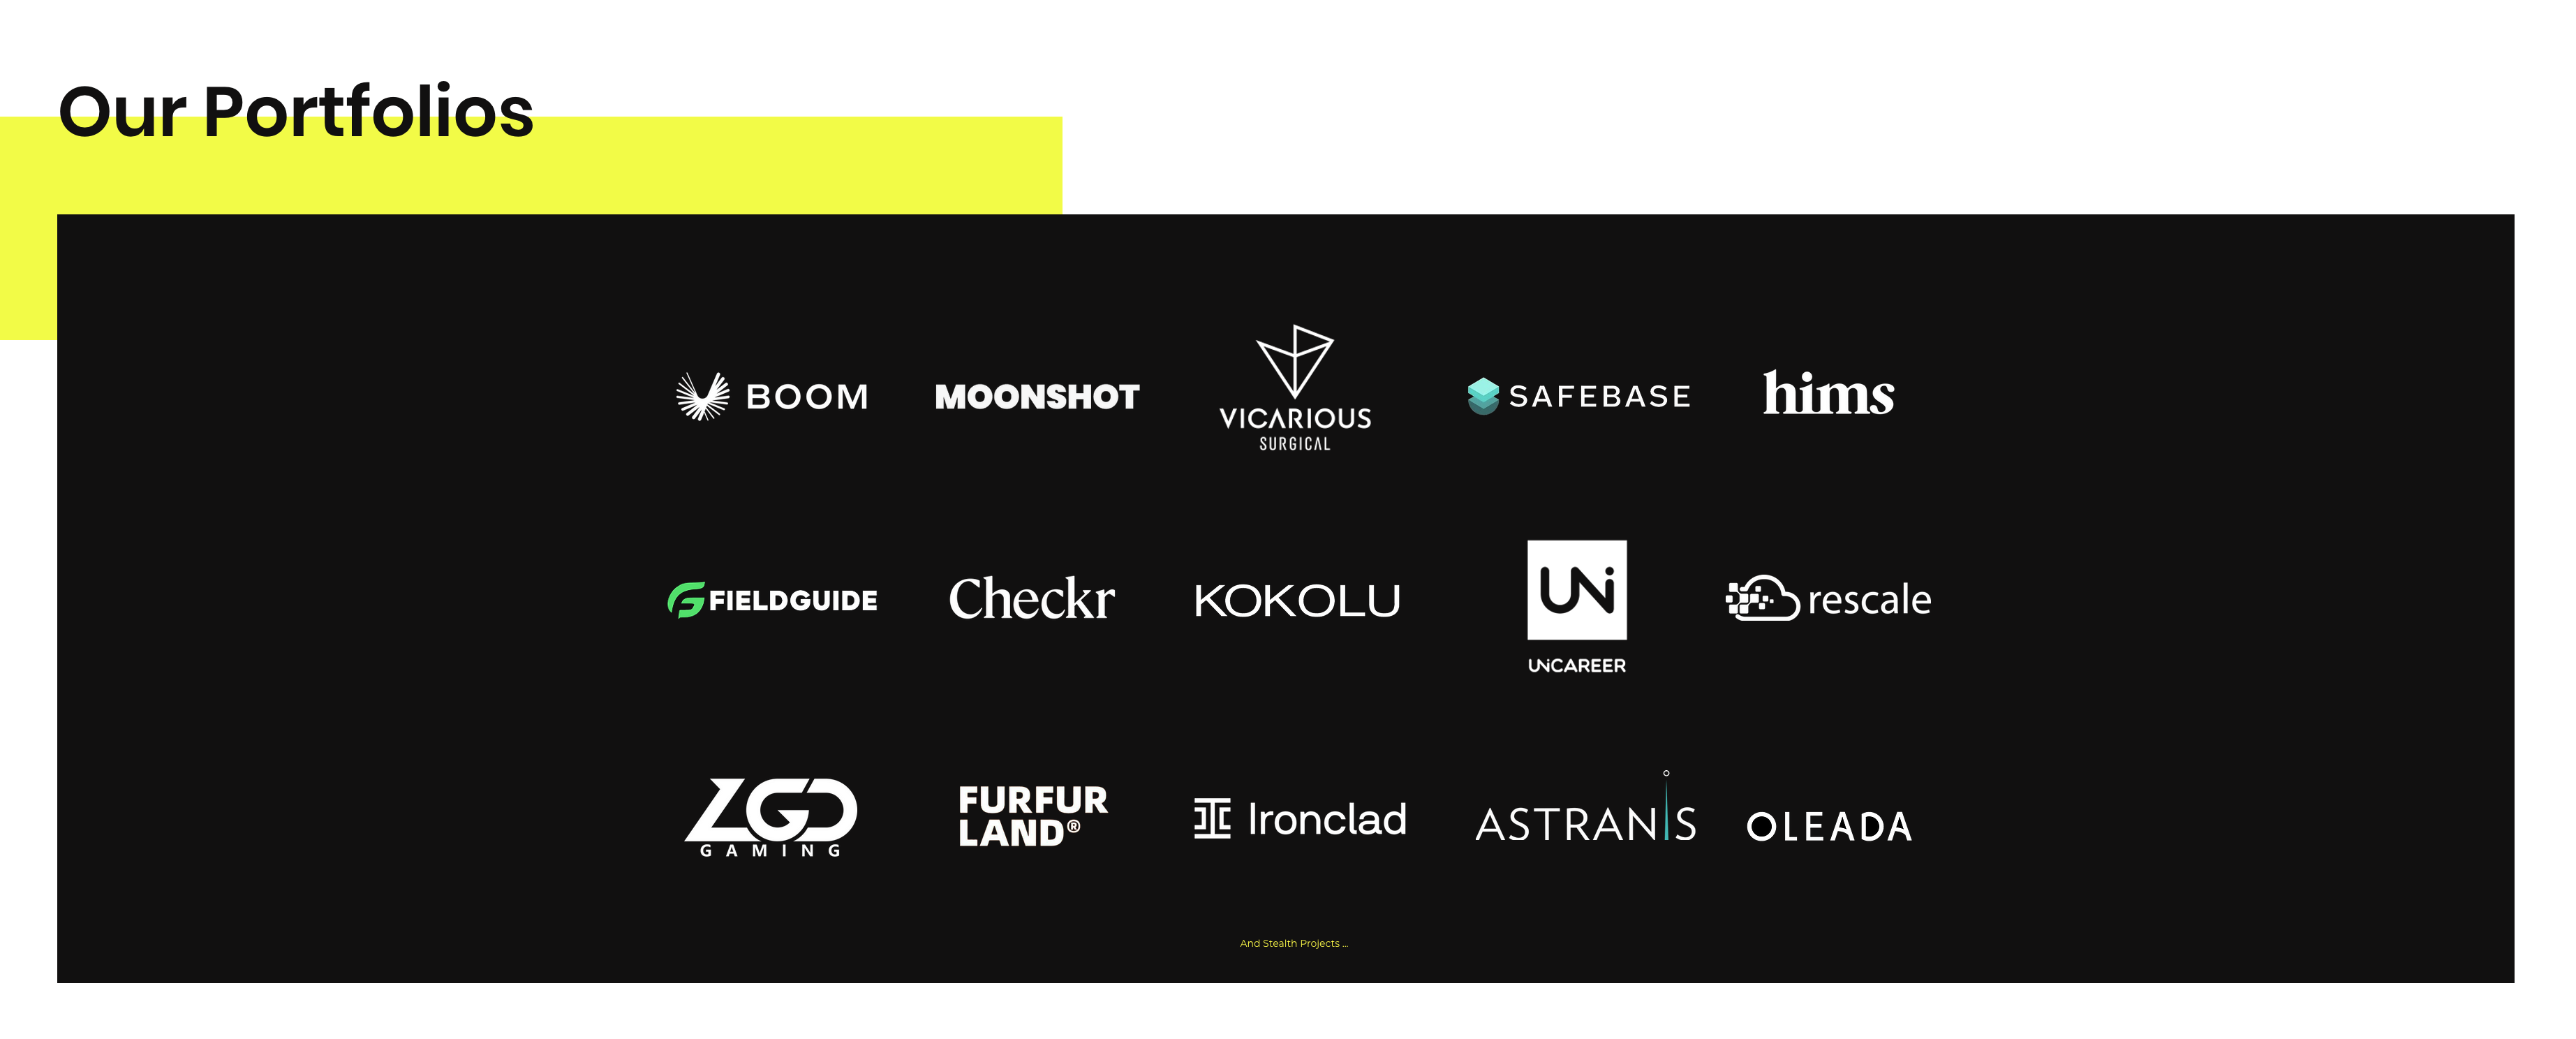 Our Portfolios
BOOM
MOONSHOT
VICARIOUS
SURGICAL
SAFEBASE
hims
FIELDGUIDE
Checkr
KOKOLU
UNi
UNiCAREER
rescale
ZGD
GAMING
FURFUR
LAND®
Ironclad
ASTRANIS
OLEADA
And Stealth Projects ...